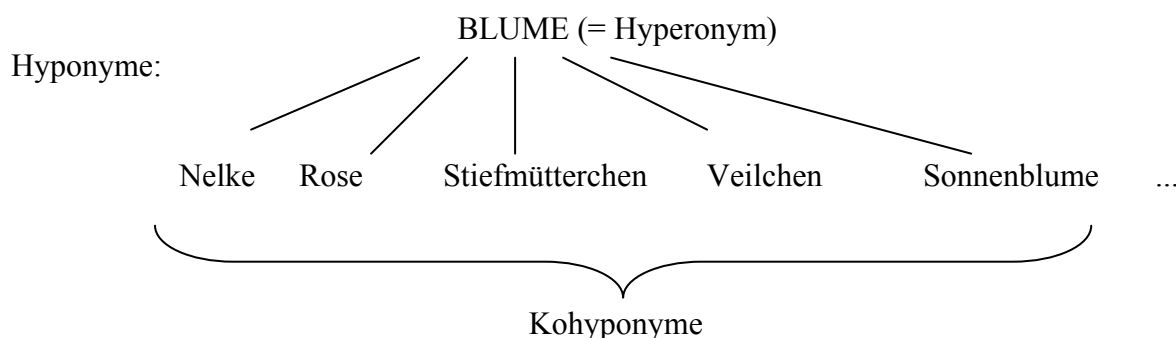 BLUME (= Hyperonym)
Hyponyme:
Nelke Rose Stiefmütterchen Veilchen Sonnenblume ...
Kohyponyme